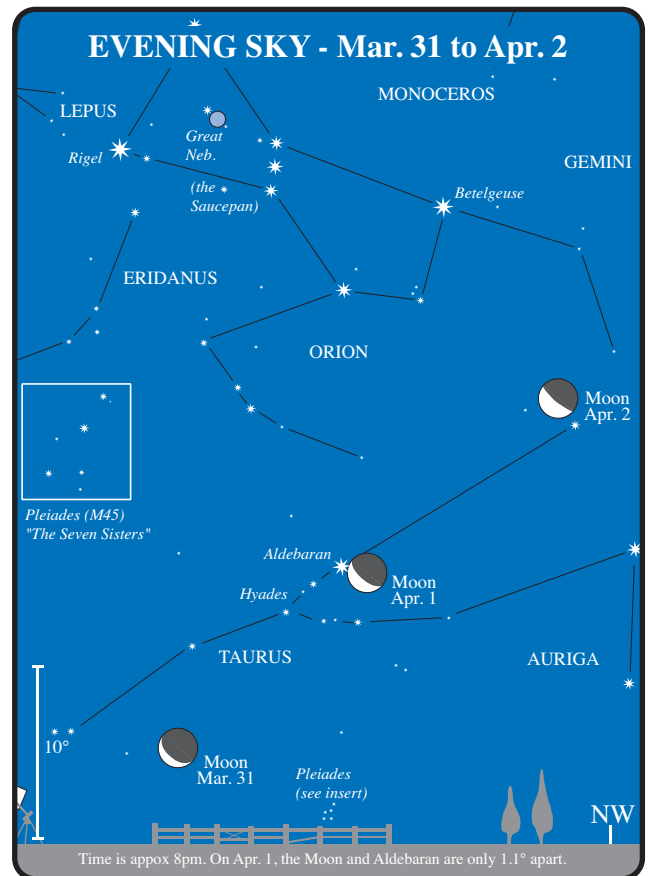 EVENING SKY - Mar. 31 to Apr. 2
MONOCEROS
LEPUS
Great
Neb.
Rigel
GEMINI
(the
Saucepan)
Betelgeuse
ERIDANUS
ORION
Moon
Apr. 2
Pleiades (M45)
"The Seven Sisters"
Aldebaran
Moon
Apr. 1
Hyades
TAURUS
AURIGA
10°
Moon
Mar. 31
Pleiades
(see insert)
NW
Time is appox 8pm. On Apr. 1, the Moon and Aldebaran are only 1.1° apart.